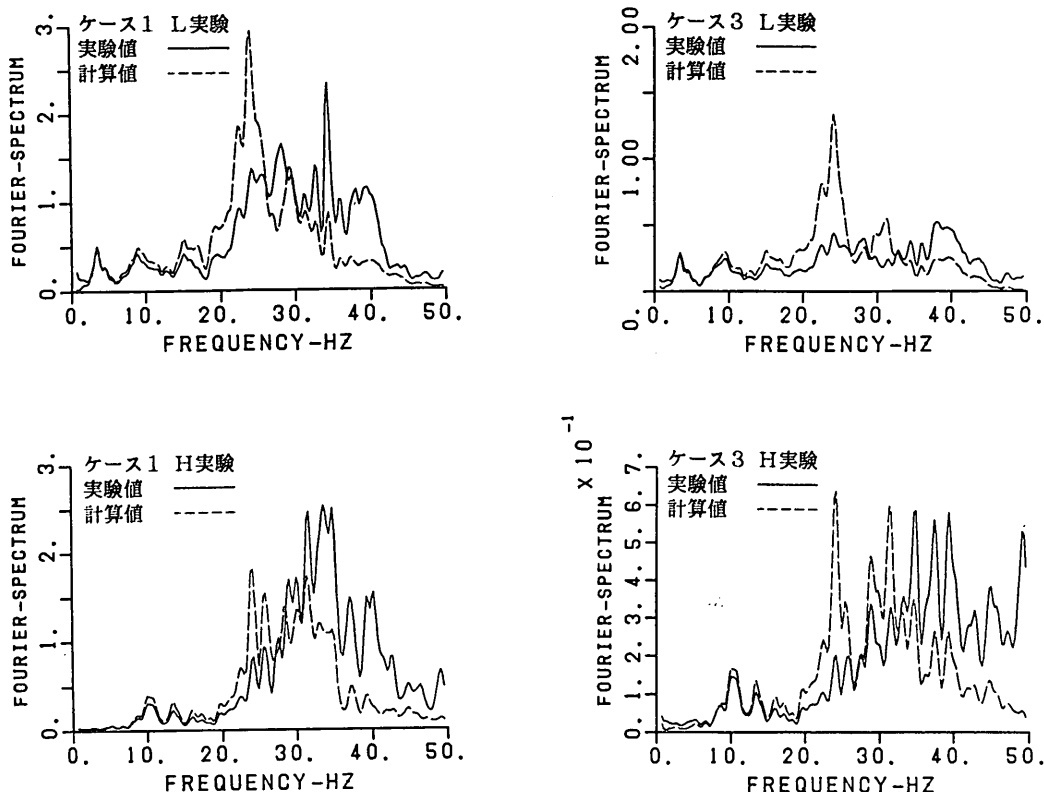 ケース1 L実験
実験値
計算値
FOURIER-SPECTRUM
3.
2.
1.
0.
0. 10. 20. 30. 40. 50.
FREQUENCY-HZ
ケース3 L実験
実験値
計算値
FOURIER-SPECTRUM
2.00
1.00
0.
0. 10. 20. 30. 40. 50.
FREQUENCY-HZ
ケース1 H実験
実験値
計算値
FOURIER-SPECTRUM
3.
2.
1.
0.
0. 10. 20. 30. 40. 50.
FREQUENCY-HZ
X 10⁻¹
ケース3 H実験
実験値
計算値
FOURIER-SPECTRUM
7.
6.
5.
4.
3.
2.
1.
0.
0. 10. 20. 30. 40. 50.
FREQUENCY-HZ